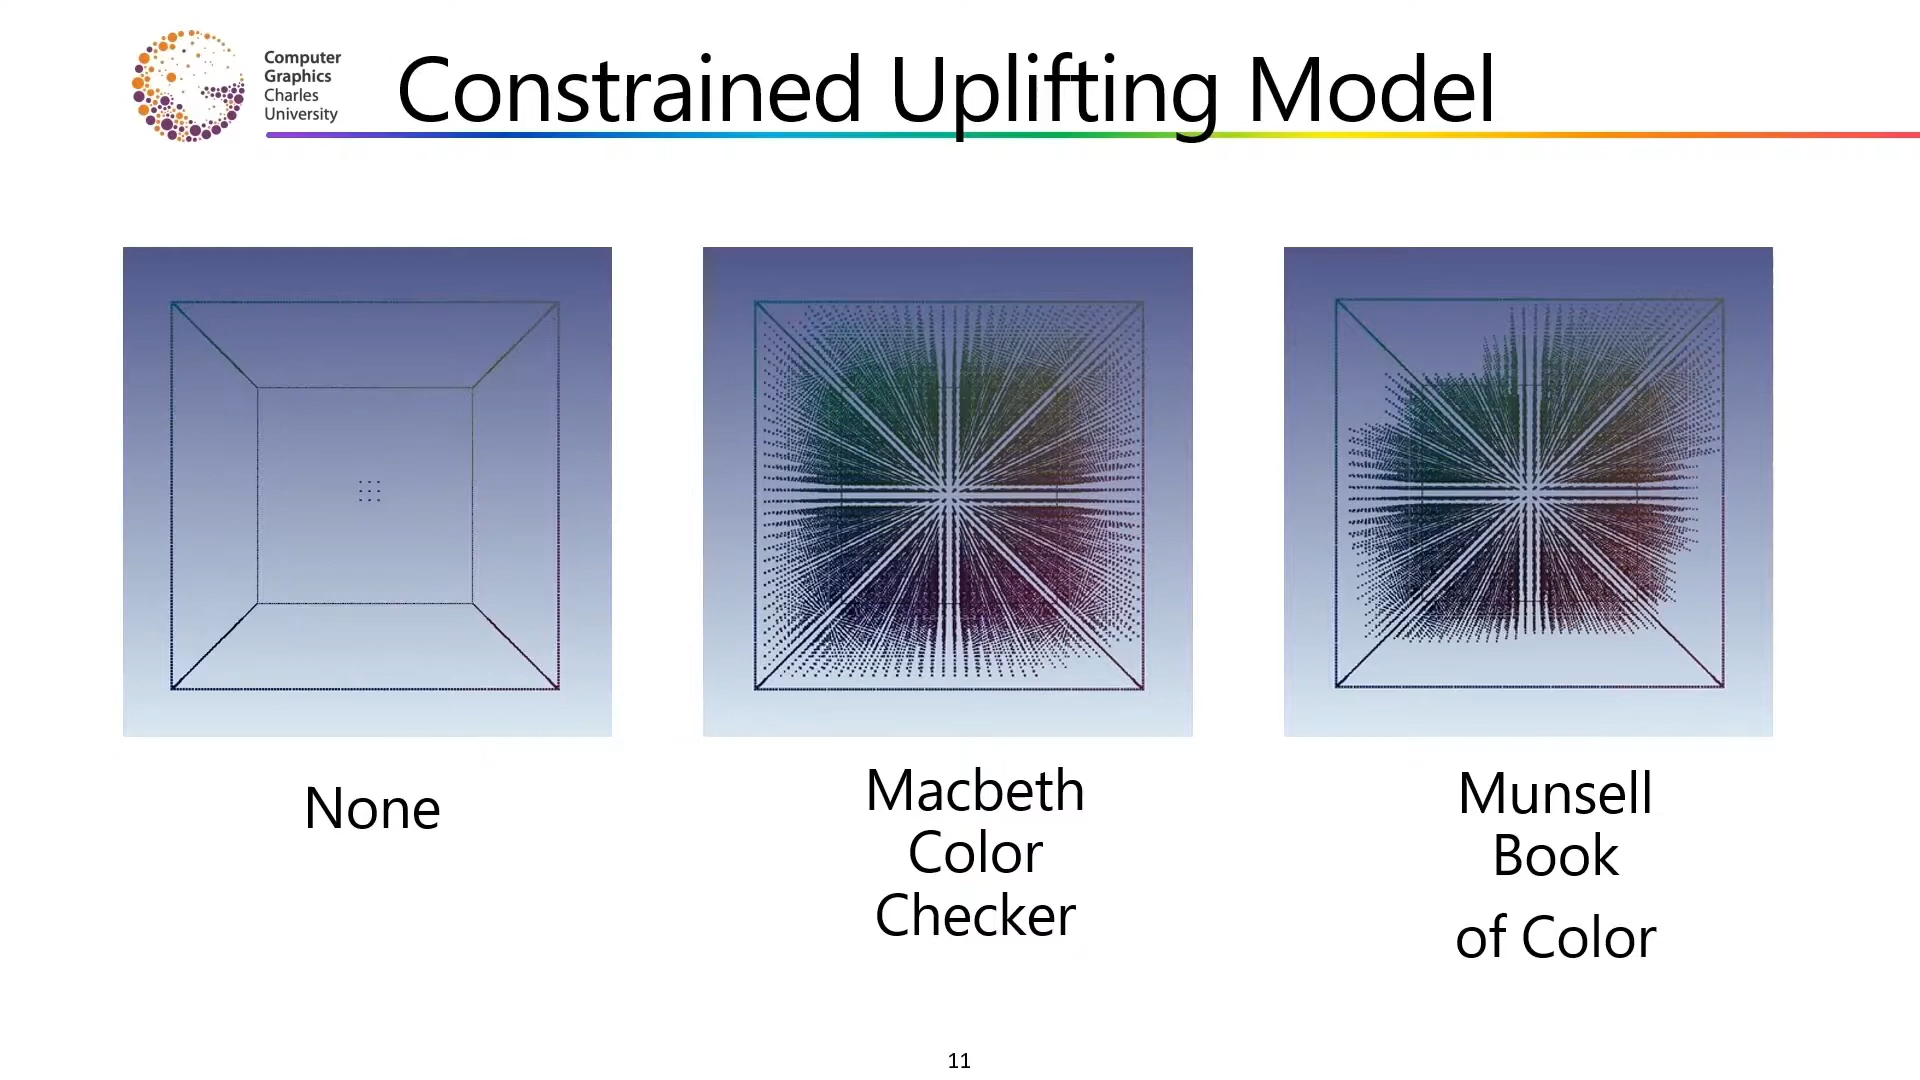 Computer
Graphics
Charles
University
Constrained Uplifting Model
None
Macbeth
Color
Checker
Munsell
Book
of Color
11